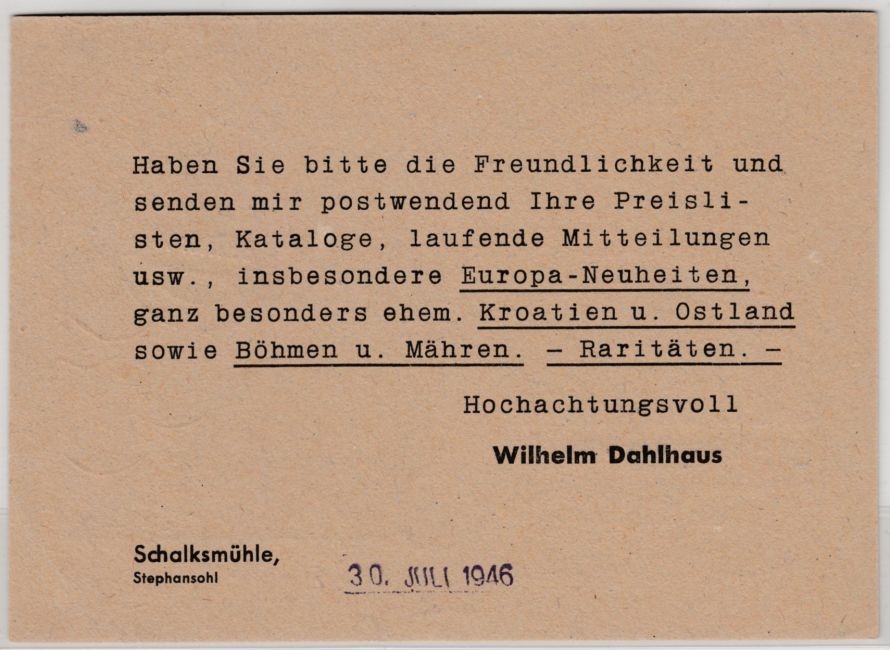 Haben Sie bitte die Freundlichkeit und
senden mir postwendend Ihre Preisli-
sten, Kataloge, laufende Mitteilungen
usw., insbesondere Europa-Neuheiten,
ganz besonders ehem. Kroatien u. Ostland
sowie Böhmen u. Mähren. — Raritäten. —
Hochachtungsvoll
Wilhelm Dahlhaus
Schalksmühle,
Stephansohl
30. JULI 1946